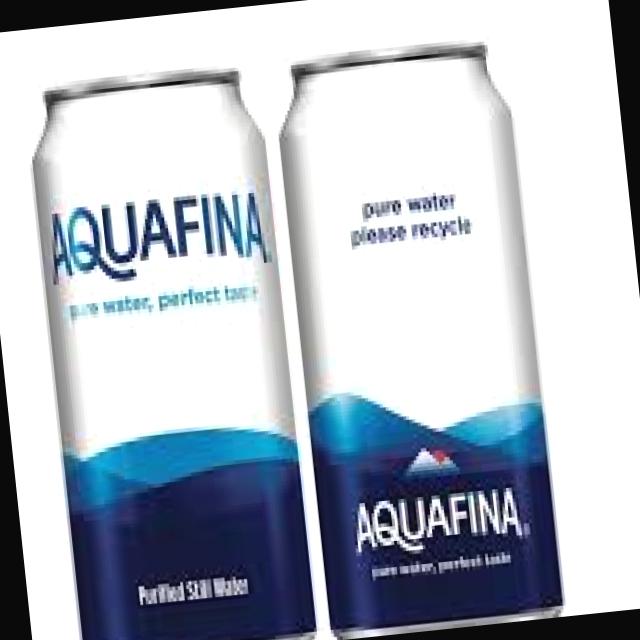 AQUAFINA
pure water, perfect taste
Purified Still Water
pure water
please recycle
AQUAFINA
pure water, perfect taste